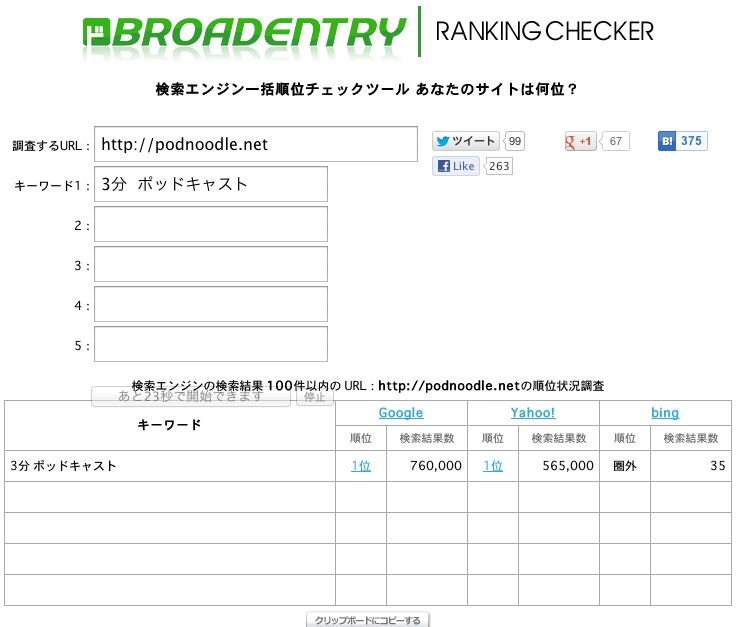 BROADENTRY RANKING CHECKER
検索エンジン一括順位チェックツール あなたのサイトは何位？
調査するURL： http://podnoodle.net
ツイート 99 +1 67 B! 375
Like 263
キーワード1： 3分 ポッドキャスト
2：
3：
4：
5：
検索エンジンの検索結果 100件以内の URL：http://podnoodle.netの順位状況調査
あと23秒で開始できます 停止
キーワード Google Yahoo! bing
順位 検索結果数 順位 検索結果数 順位 検索結果数
3分 ポッドキャスト 1位 760,000 1位 565,000 圏外 35
クリップボードにコピーする